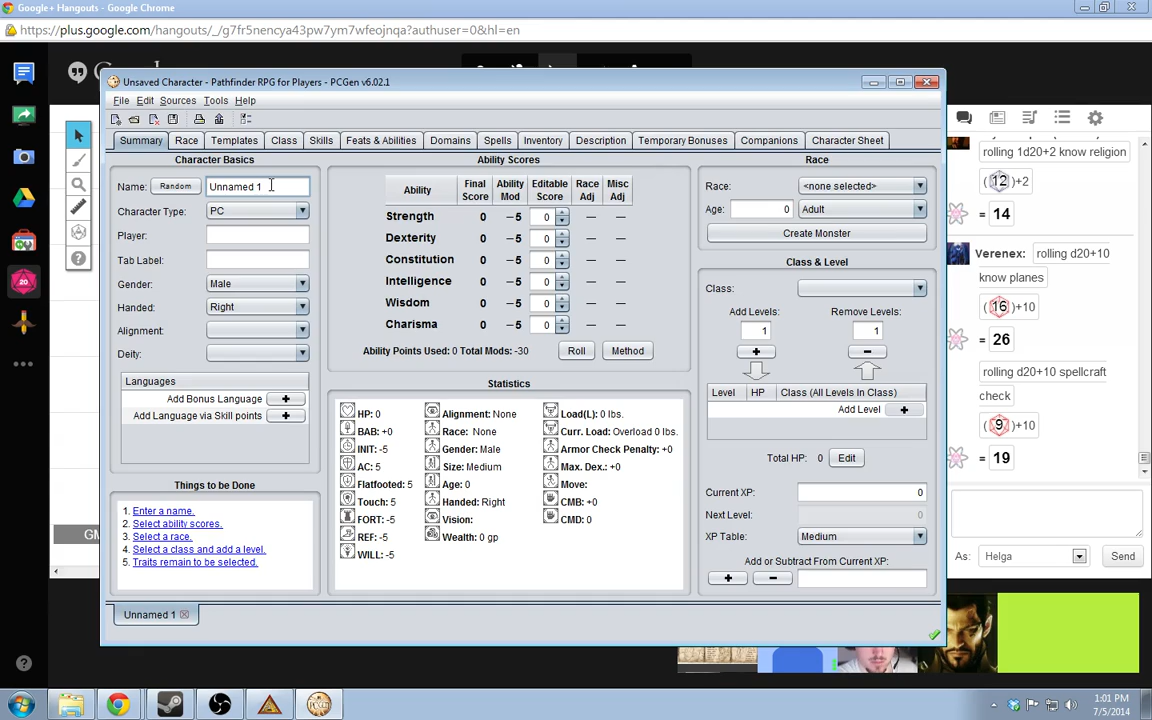 Google+ Hangouts - Google Chrome
https://plus.google.com/hangouts/_/g7fr5nencya43pw7ym7wfeojnqa?authuser=0&hl=en
Unsaved Character - Pathfinder RPG for Players - PCGen v6.02.1
File Edit Sources Tools Help
Summary Race Templates Class Skills Feats & Abilities Domains Spells Inventory Description Temporary Bonuses Companions Character Sheet
Character Basics
Name: Random Unnamed 1
Character Type: PC
Player:
Tab Label:
Gender: Male
Handed: Right
Alignment:
Deity:
Languages
Add Bonus Language +
Add Language via Skill points +
Things to be Done
1. Enter a name.
2. Select ability scores.
3. Select a race.
4. Select a class and add a level.
5. Traits remain to be selected.
Ability Scores
Ability Final Score Ability Mod Editable Score Race Adj Misc Adj
Strength 0 −5 0 — —
Dexterity 0 −5 0 — —
Constitution 0 −5 0 — —
Intelligence 0 −5 0 — —
Wisdom 0 −5 0 — —
Charisma 0 −5 0 — —
Ability Points Used: 0 Total Mods: -30 Roll Method
Statistics
HP: 0
BAB: +0
INIT: -5
AC: 5
Flatfooted: 5
Touch: 5
FORT: -5
REF: -5
WILL: -5
Alignment: None
Race: None
Gender: Male
Size: Medium
Age: 0
Handed: Right
Vision:
Wealth: 0 gp
Load(L): 0 lbs.
Curr. Load: Overload 0 lbs.
Armor Check Penalty: +0
Max. Dex.: +0
Move:
CMB: +0
CMD: 0
Race
Race: <none selected>
Age: 0 Adult
Create Monster
Class & Level
Class:
Add Levels: Remove Levels:
1 1
+ −
Level HP Class (All Levels In Class)
Add Level +
Total HP: 0 Edit
Current XP: 0
Next Level: 0
XP Table: Medium
Add or Subtract From Current XP:
+ −
Unnamed 1
rolling 1d20+2 know religion
(12)+2
= 14
Verenex: rolling d20+10
know planes
(16)+10
= 26
rolling d20+10 spellcraft
check
(9)+10
= 19
As: Helga Send
20
?
?
1:01 PM
7/5/2014